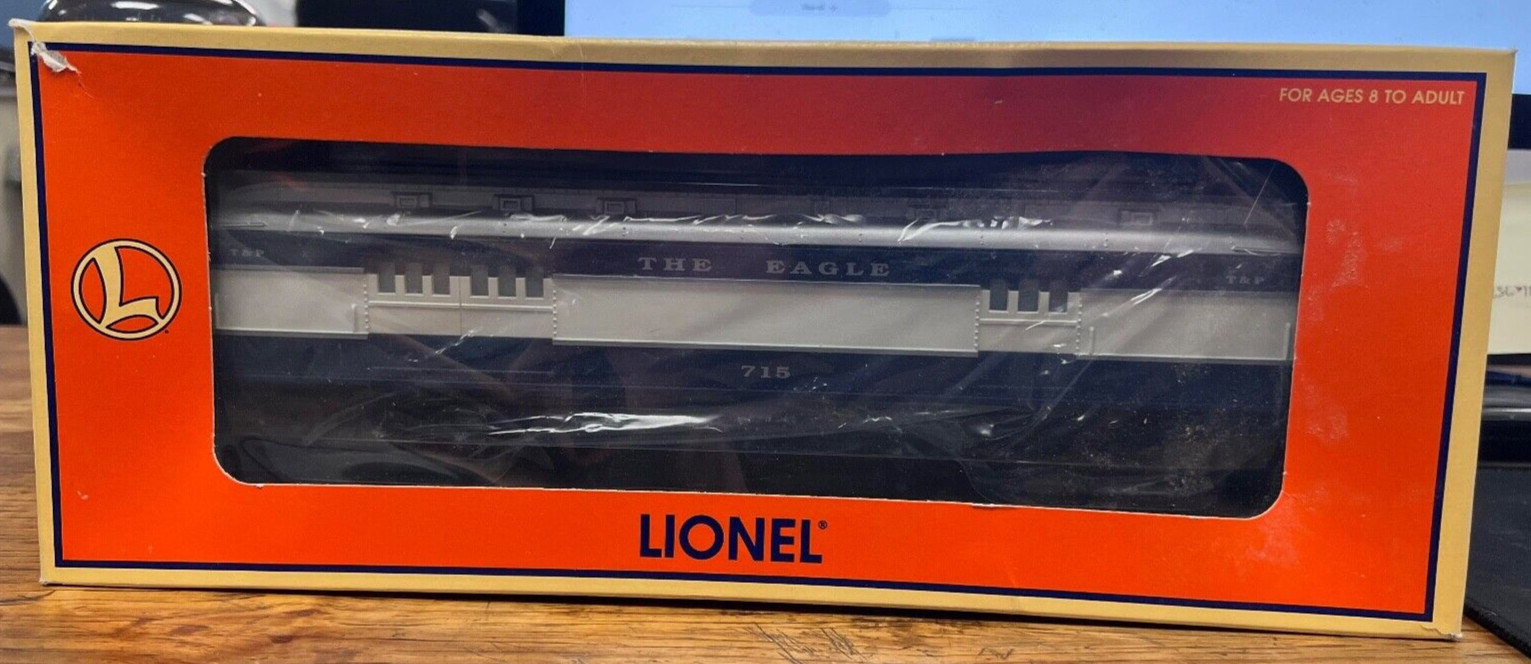 FOR AGES 8 TO ADULT
L
T&P
THE EAGLE
T&P
715
LIONEL®